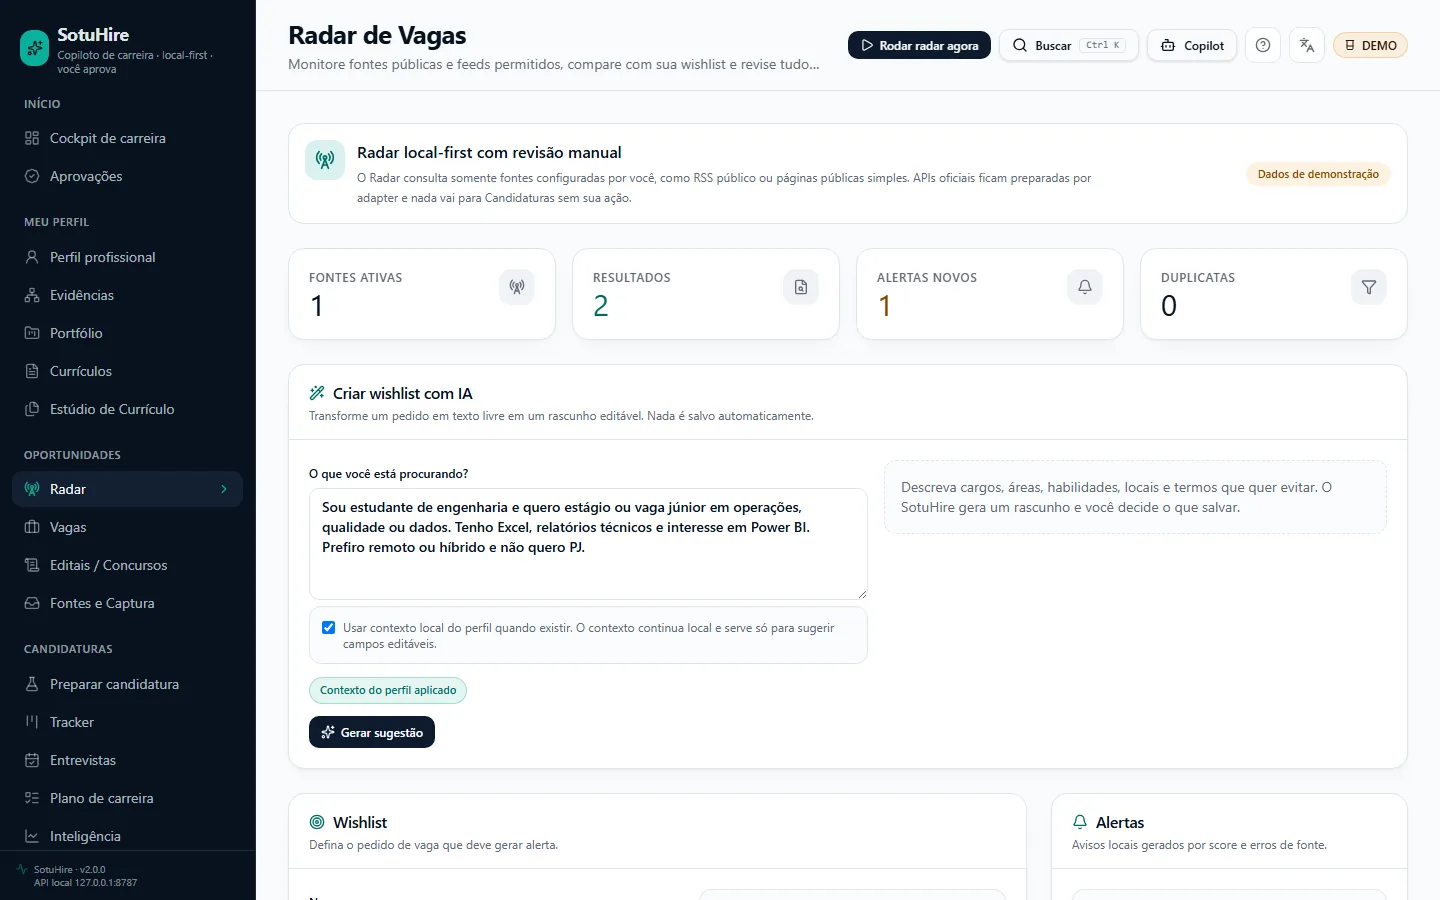 SotuHire
Copiloto de carreira · local-first ·
você aprova
INÍCIO
Cockpit de carreira
Aprovações
MEU PERFIL
Perfil profissional
Evidências
Portfólio
Currículos
Estúdio de Currículo
OPORTUNIDADES
Radar
Vagas
Editais / Concursos
Fontes e Captura
CANDIDATURAS
Preparar candidatura
Tracker
Entrevistas
Plano de carreira
Inteligência
SotuHire · v2.0.0
API local 127.0.0.1:8787
Radar de Vagas
Monitore fontes públicas e feeds permitidos, compare com sua wishlist e revise tudo...
Rodar radar agora
Buscar Ctrl K
Copilot
DEMO
Radar local-first com revisão manual
O Radar consulta somente fontes configuradas por você, como RSS público ou páginas públicas simples. APIs oficiais ficam preparadas por
adapter e nada vai para Candidaturas sem sua ação.
Dados de demonstração
FONTES ATIVAS
1
RESULTADOS
2
ALERTAS NOVOS
1
DUPLICATAS
0
Criar wishlist com IA
Transforme um pedido em texto livre em um rascunho editável. Nada é salvo automaticamente.
O que você está procurando?
Sou estudante de engenharia e quero estágio ou vaga júnior em operações,
qualidade ou dados. Tenho Excel, relatórios técnicos e interesse em Power BI.
Prefiro remoto ou híbrido e não quero PJ.
Usar contexto local do perfil quando existir. O contexto continua local e serve só para sugerir
campos editáveis.
Contexto do perfil aplicado
Gerar sugestão
Descreva cargos, áreas, habilidades, locais e termos que quer evitar. O
SotuHire gera um rascunho e você decide o que salvar.
Wishlist
Defina o pedido de vaga que deve gerar alerta.
Alertas
Avisos locais gerados por score e erros de fonte.